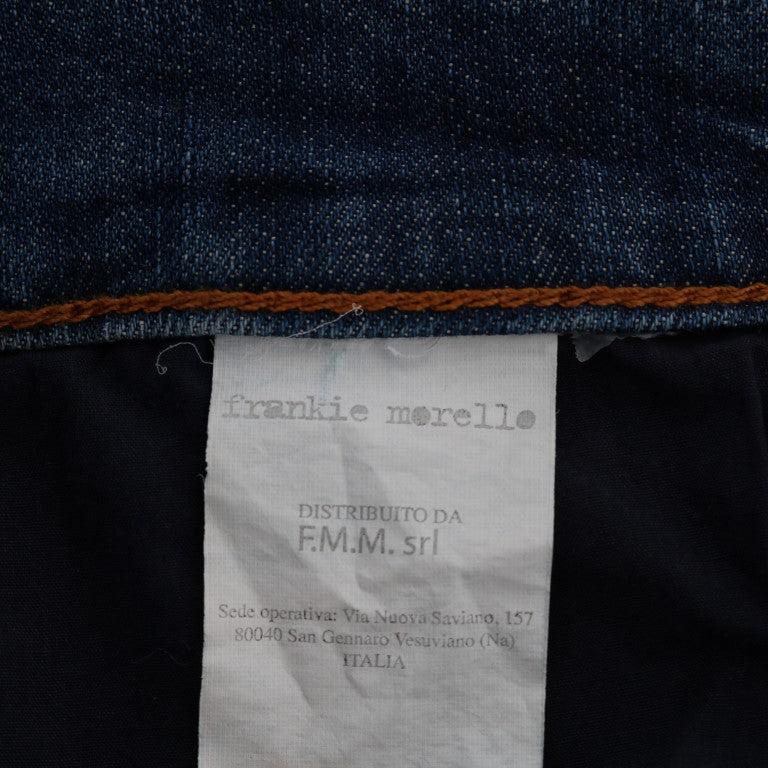 frankie morello
DISTRIBUITO DA
F.M.M. srl
Sede operativa: Via Nuova Saviano, 157
80040 San Gennaro Vesuviano (Na)
ITALIA